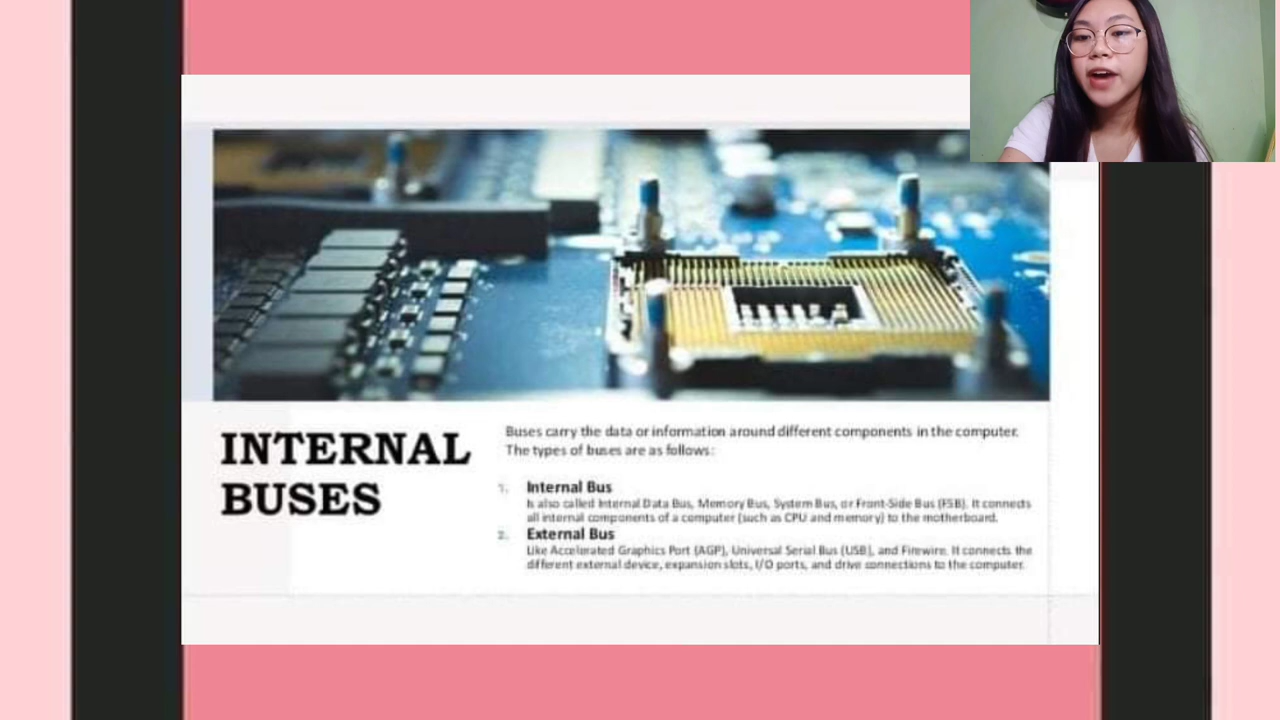 INTERNAL
BUSES
Buses carry the data or information around different components in the computer.
The types of buses are as follows:
1. Internal Bus
Is also called Internal Data Bus, Memory Bus, System Bus, or Front-Side Bus (FSB). It connects
all internal components of a computer (such as CPU and memory) to the motherboard.
2. External Bus
Like Accelerated Graphics Port (AGP), Universal Serial Bus (USB), and Firewire. It connects the
different external device, expansion slots, I/O ports, and drive connections to the computer.